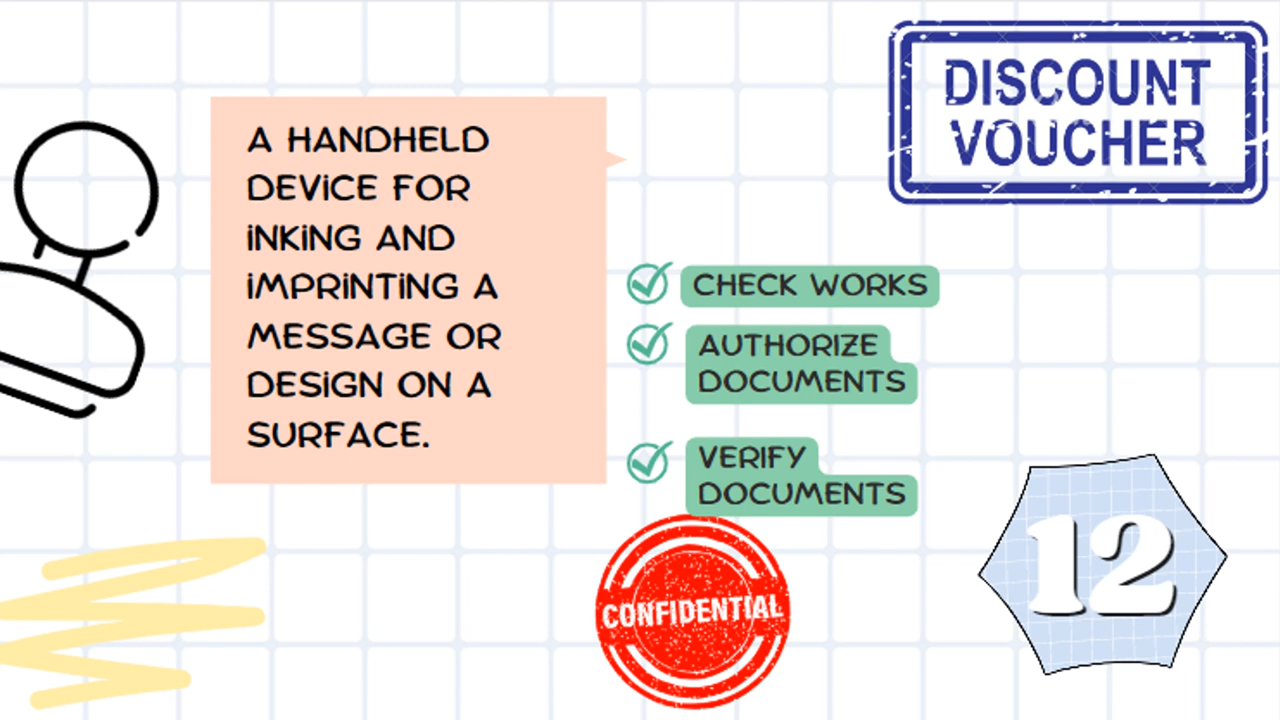 A HANDHELD
DEVICE FOR
INKING AND
IMPRINTING A
MESSAGE OR
DESIGN ON A
SURFACE.
DISCOUNT
VOUCHER
CHECK WORKS
AUTHORIZE
DOCUMENTS
VERIFY
DOCUMENTS
CONFIDENTIAL
12